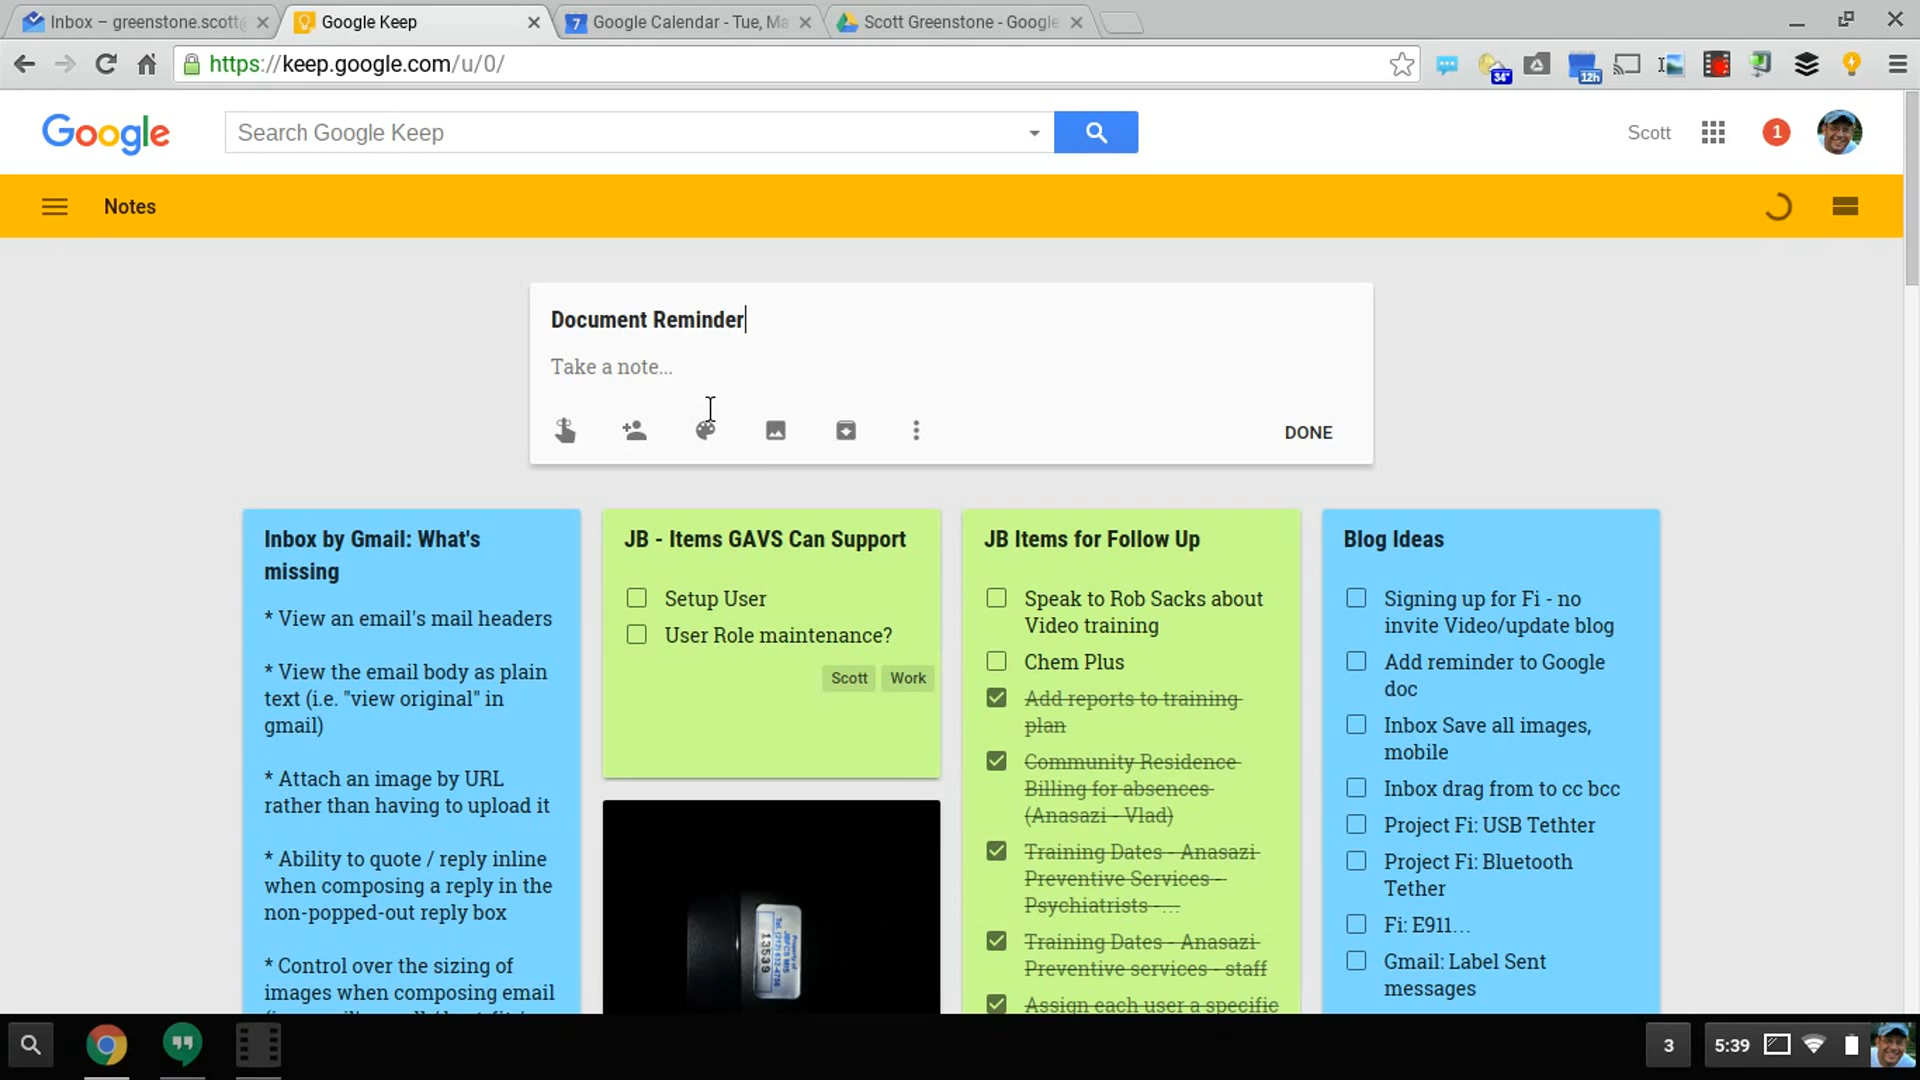 Inbox – greenstone.scott@
Google Keep
7
Google Calendar - Tue, Ma
Scott Greenstone - Google
https://keep.google.com/u/0/
34°
12h
Google
Search Google Keep
Scott
1
Notes
Document Reminder
Take a note...
DONE
Inbox by Gmail: What's
missing
* View an email's mail headers
* View the email body as plain
text (i.e. "view original" in
gmail)
* Attach an image by URL
rather than having to upload it
* Ability to quote / reply inline
when composing a reply in the
non-popped-out reply box
* Control over the sizing of
images when composing email
JB - Items GAVS Can Support
Setup User
User Role maintenance?
Scott
Work
13539
JB Items for Follow Up
Speak to Rob Sacks about
Video training
Chem Plus
Add reports to training
plan
Community Residence
Billing for absences
(Anasazi - Vlad)
Training Dates - Anasazi
Preventive Services -
Psychiatrists -...
Training Dates - Anasazi
Preventive services - staff
Assign each user a specific
Blog Ideas
Signing up for Fi - no
invite Video/update blog
Add reminder to Google
doc
Inbox Save all images,
mobile
Inbox drag from to cc bcc
Project Fi: USB Tethter
Project Fi: Bluetooth
Tether
Fi: E911...
Gmail: Label Sent
messages
3
5:39